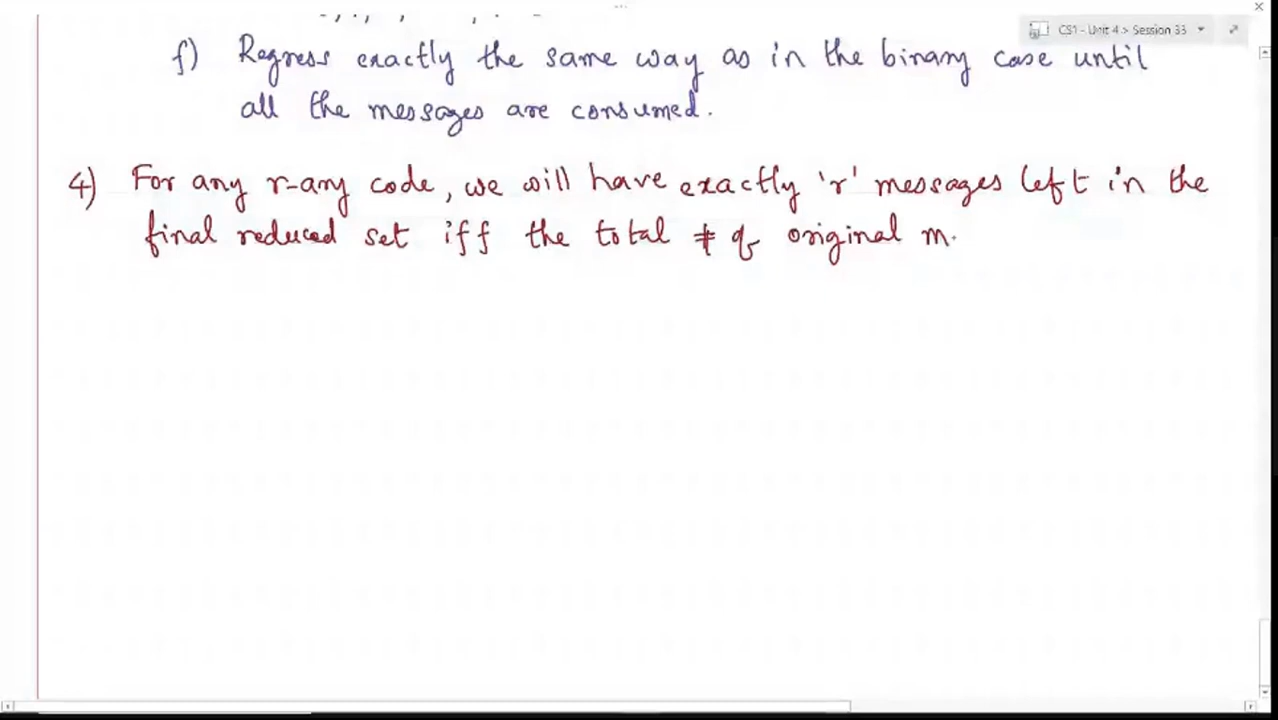 CS1 - Unit 4 > Session 33
f) Regress exactly the same way as in the binary case until
all the messages are consumed.
4) For any r-any code, we will have exactly 'r' messages left in the
final reduced set iff the total # of original m